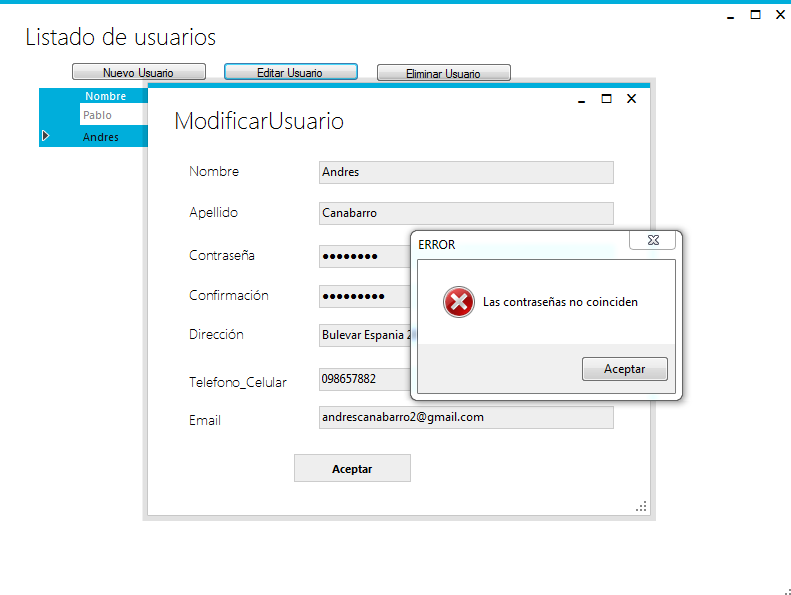 Listado de usuarios
Nuevo Usuario
Editar Usuario
Eliminar Usuario
Nombre
Pablo
Andres
ModificarUsuario
Nombre
Andres
Apellido
Canabarro
Contraseña
●●●●●●●●
Confirmación
●●●●●●●●●
Dirección
Bulevar Espania
Telefono_Celular
098657882
Email
andrescanabarro2@gmail.com
Aceptar
ERROR
Las contraseñas no coinciden
Aceptar